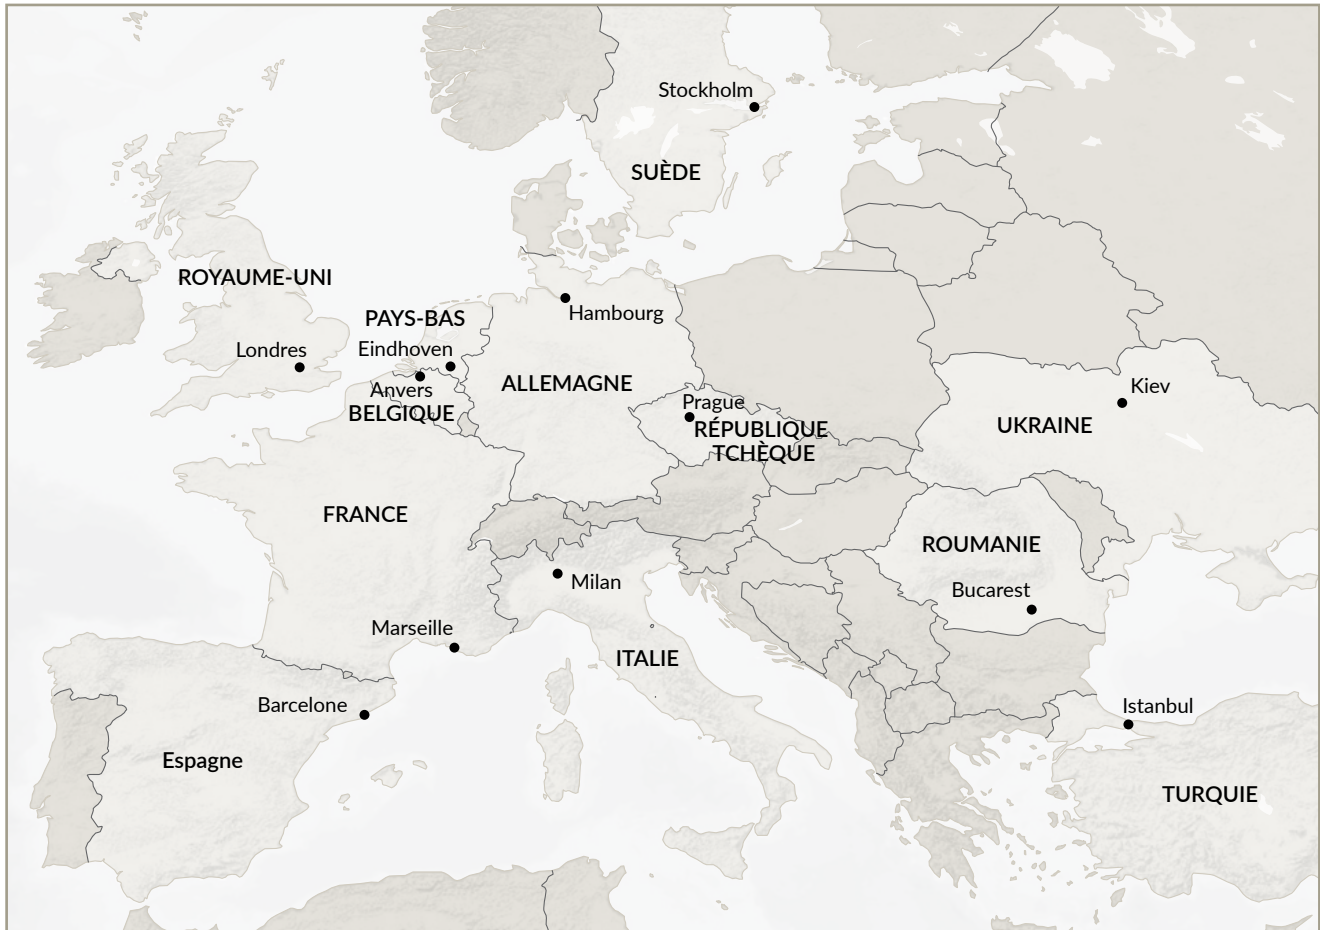 Stockholm
SUÈDE
ROYAUME-UNI
Hambourg
PAYS-BAS
Londres
Eindhoven
ALLEMAGNE
Anvers
BELGIQUE
Kiev
Prague
RÉPUBLIQUE
TCHÈQUE
UKRAINE
FRANCE
ROUMANIE
Milan
Bucarest
Marseille
ITALIE
Barcelone
Istanbul
Espagne
TURQUIE